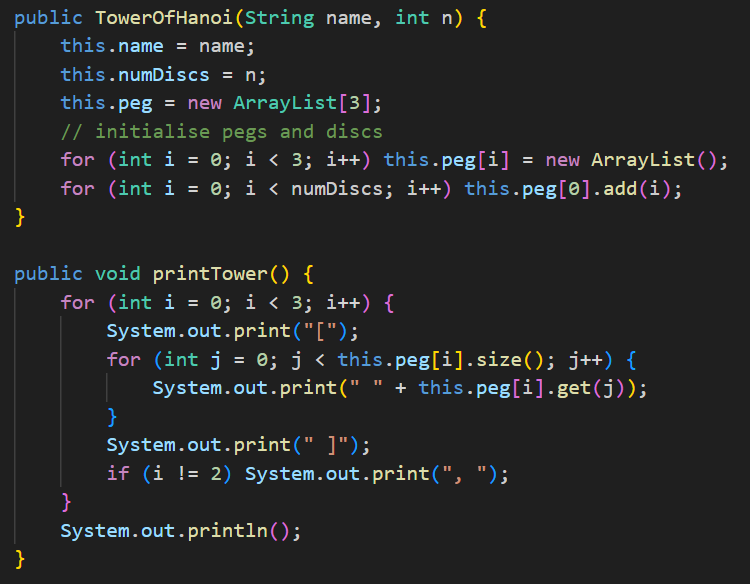 public TowerOfHanoi(String name, int n) {
    this.name = name;
    this.numDiscs = n;
    this.peg = new ArrayList[3];
    // initialise pegs and discs
    for (int i = 0; i < 3; i++) this.peg[i] = new ArrayList();
    for (int i = 0; i < numDiscs; i++) this.peg[0].add(i);
}

public void printTower() {
    for (int i = 0; i < 3; i++) {
        System.out.print("[");
        for (int j = 0; j < this.peg[i].size(); j++) {
            System.out.print(" " + this.peg[i].get(j));
        }
        System.out.print(" ]");
        if (i != 2) System.out.print(", ");
    }
    System.out.println();
}